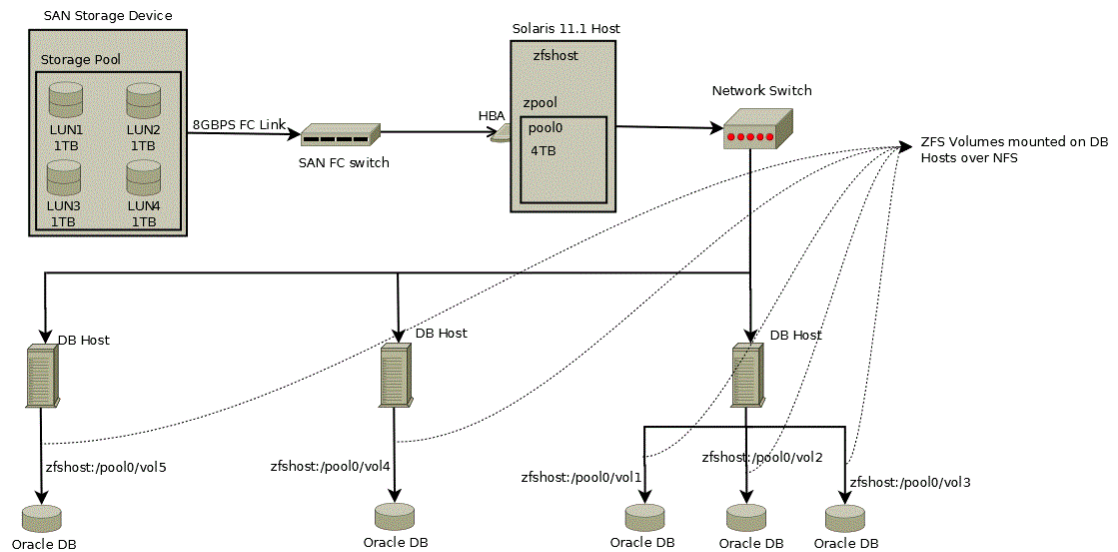 SAN Storage Device
Solaris 11.1 Host
Storage Pool
zfshost
LUN1
1TB
LUN2
1TB
LUN3
1TB
LUN4
1TB
8GBPS FC Link
SAN FC switch
HBA
zpool
pool0
4TB
Network Switch
ZFS Volumes mounted on DB
Hosts over NFS
DB Host
DB Host
DB Host
zfshost:/pool0/vol5
zfshost:/pool0/vol4
zfshost:/pool0/vol1
zfshost:/pool0/vol2
zfshost:/pool0/vol3
Oracle DB
Oracle DB
Oracle DB
Oracle DB
Oracle DB